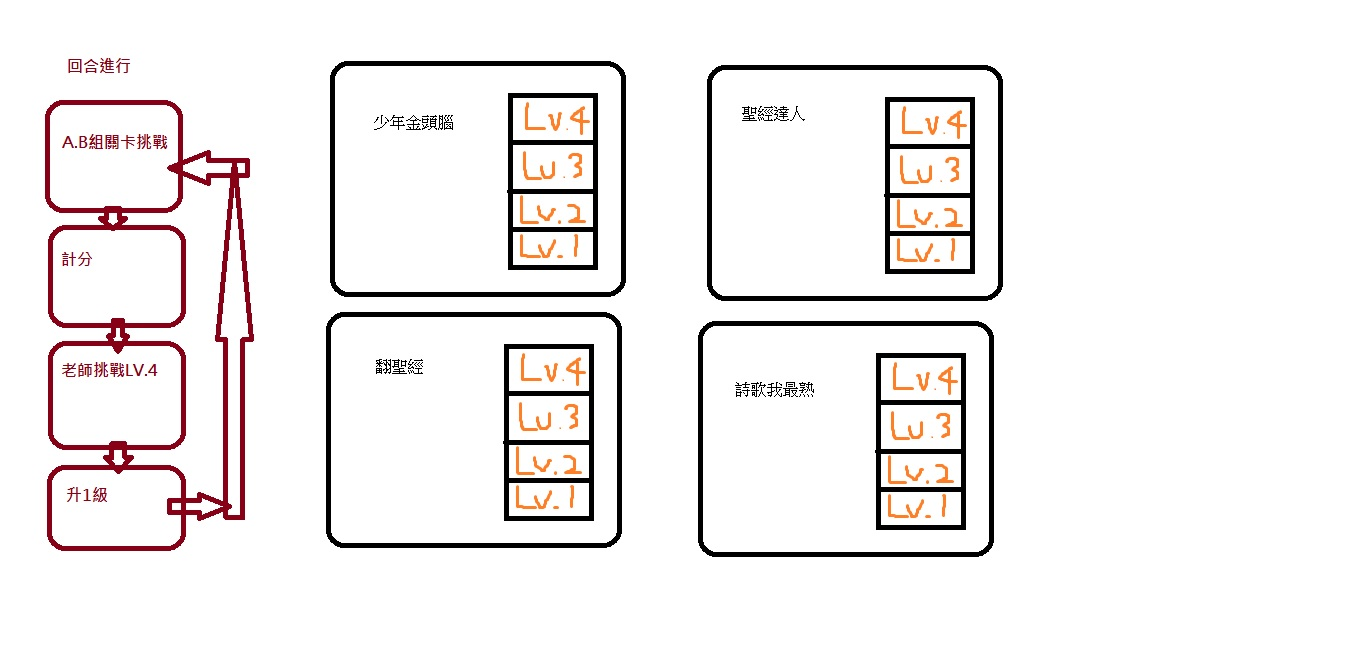 回合進行
A.B組關卡挑戰
計分
老師挑戰LV.4
升1級
少年金頭腦
Lv.4
Lv.3
Lv.2
Lv.1
聖經達人
Lv.4
Lv.3
Lv.2
Lv.1
翻聖經
Lv.4
Lv.3
Lv.2
Lv.1
詩歌我最熟
Lv.4
Lv.3
Lv.2
Lv.1